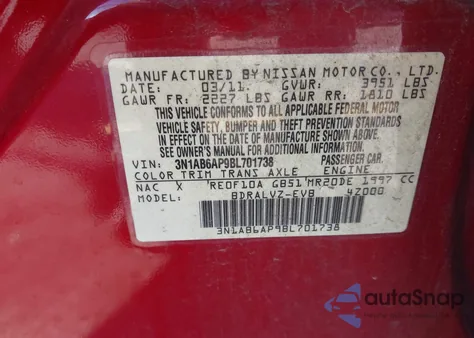 MANUFACTURED BY NISSAN MOTOR CO., LTD.
DATE: 03/11. GVWR: 3951 LBS
GAWR FR: 2227 LBS GAWR RR: 1810 LBS
THIS VEHICLE CONFORMS TO ALL APPLICABLE FEDERAL MOTOR
VEHICLE SAFETY, BUMPER AND THEFT PREVENTION STANDARDS
IN EFFECT ON THE DATE OF MANUFACTURE SHOWN ABOVE.
SEE OWNER'S MANUAL FOR ADDITIONAL INFORMATION.
VIN: 3N1AB6AP9BL701738 PASSENGER CAR
COLOR TRIM TRANS AXLE ENGINE
NAC X 'RE0F10A GB51'MR20DE 1997 CC
MODEL: BDRALVZ-EVB 4Z000
3N1AB6AP9BL701738
autoSnap